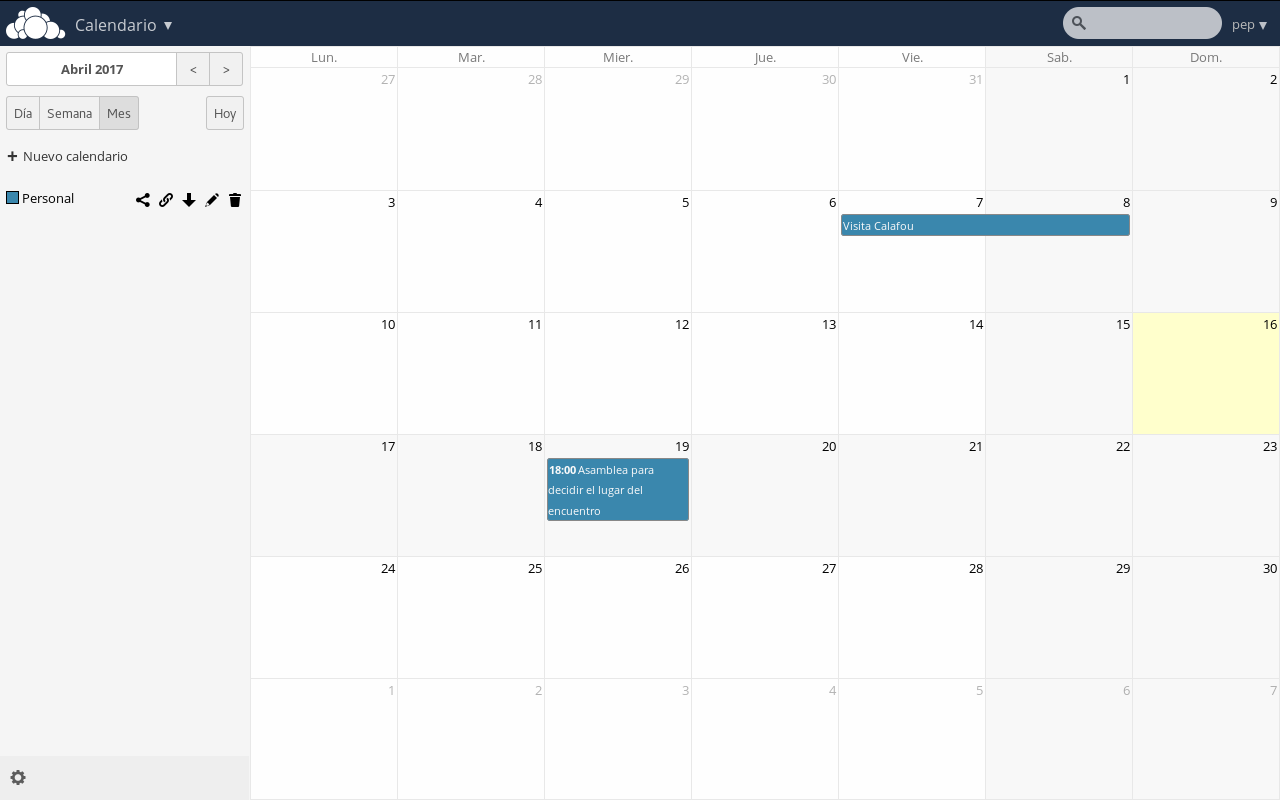 Calendario ▼
pep ▼
Abril 2017 < >
Día Semana Mes Hoy
+ Nuevo calendario
Personal
Lun. Mar. Mier. Jue. Vie. Sab. Dom.
27 28 29 30 31 1 2
3 4 5 6 7 8 9
Visita Calafou
10 11 12 13 14 15 16
17 18 19 20 21 22 23
18:00 Asamblea para
decidir el lugar del
encuentro
24 25 26 27 28 29 30
1 2 3 4 5 6 7